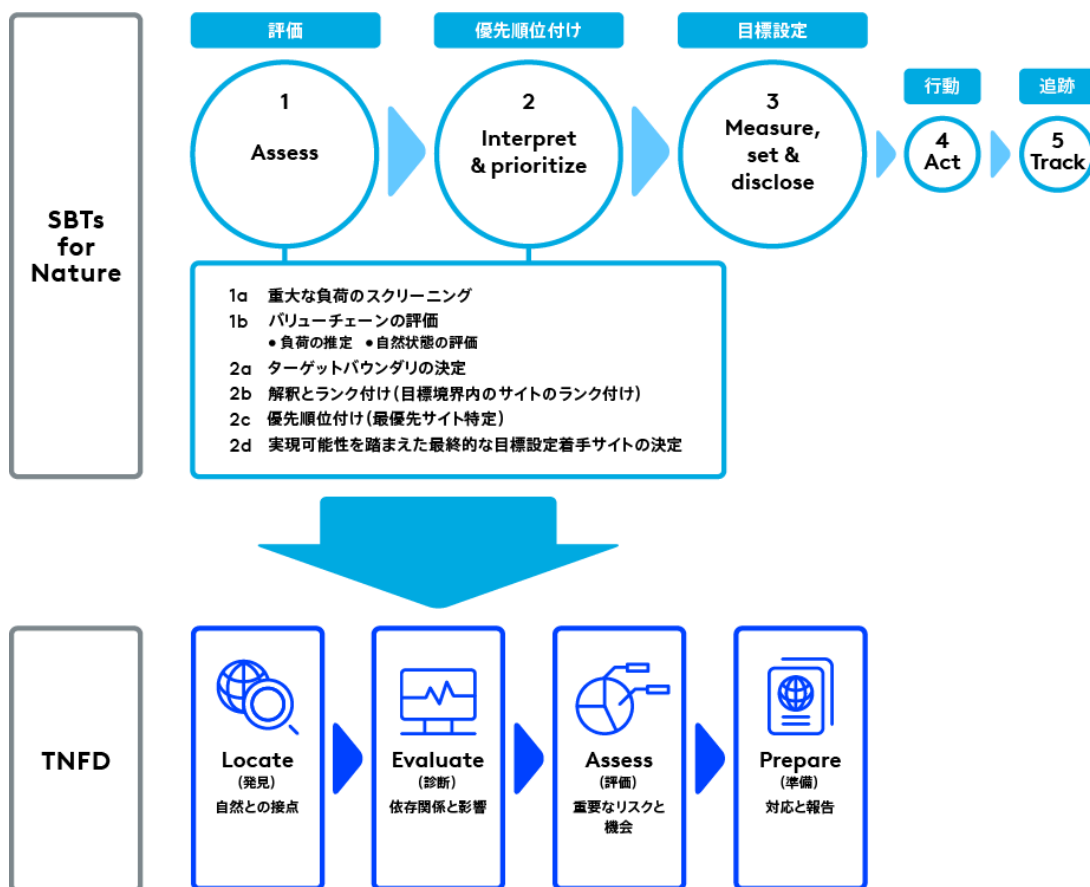 SBTs
for
Nature
評価
優先順位付け
目標設定
行動
追跡
1
Assess
2
Interpret
& prioritize
3
Measure,
set &
disclose
4
Act
5
Track
1a 重大な負荷のスクリーニング
1b バリューチェーンの評価
● 負荷の推定 ●自然状態の評価
2a ターゲットバウンダリの決定
2b 解釈とランク付け(目標境界内のサイトのランク付け)
2c 優先順位付け(最優先サイト特定)
2d 実現可能性を踏まえた最終的な目標設定着手サイトの決定
TNFD
Locate
(発見)
自然との接点
Evaluate
(診断)
依存関係と影響
Assess
(評価)
重要なリスクと
機会
Prepare
(準備)
対応と報告